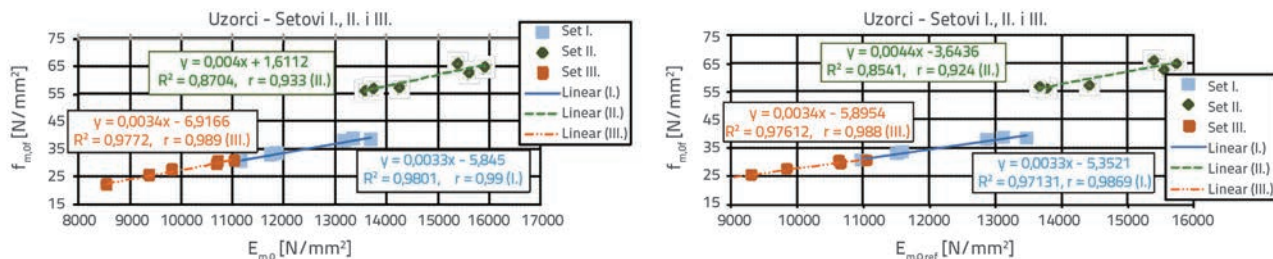 Uzorci - Setovi I., II. i III.
75
65
55
45
35
25
15
f m,0f [N/mm²]
y = 0,004x + 1,6112
R² = 0,8704, r = 0,933 (II.)
y = 0,0034x - 6,9166
R² = 0,9772, r = 0,989 (III.)
y = 0,0033x - 5,845
R² = 0,9801, r = 0,99 (I.)
Set I.
Set II.
Set III.
Linear (I.)
Linear (II.)
Linear (III.)
8000 9000 10000 11000 12000 13000 14000 15000 16000 17000
E m,0 [N/mm²]
Uzorci - Setovi I., II. i III.
75
65
55
45
35
25
15
f m,0f [N/mm²]
y = 0,0044x -3,6436
R² = 0,8541, r = 0,924 (II.)
y = 0,0034x - 5,8954
R² = 0,97612, r = 0,988 (III.)
y = 0,0033x - 5,3521
R² = 0,97131, r = 0,9869 (I.)
Set I.
Set II.
Set III.
Linear (I.)
Linear (II.)
Linear (III.)
9000 10000 11000 12000 13000 14000 15000 16000
E m,0,ref [N/mm²]